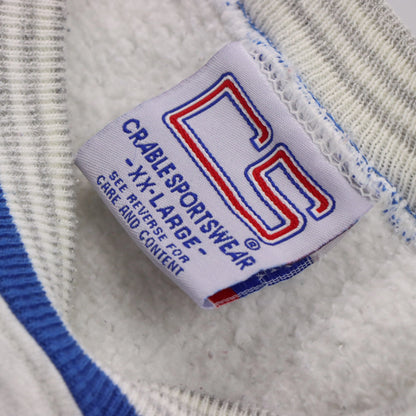 CS®
CRABLESPORTSWEAR
-XX-LARGE-
SEE REVERSE FOR
CARE AND CONTENT